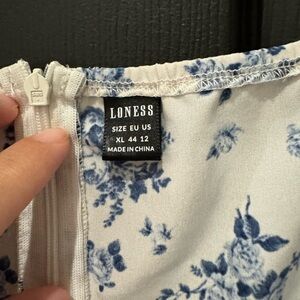 LONESS
SIZE EU US
XL 44 12
MADE IN CHINA